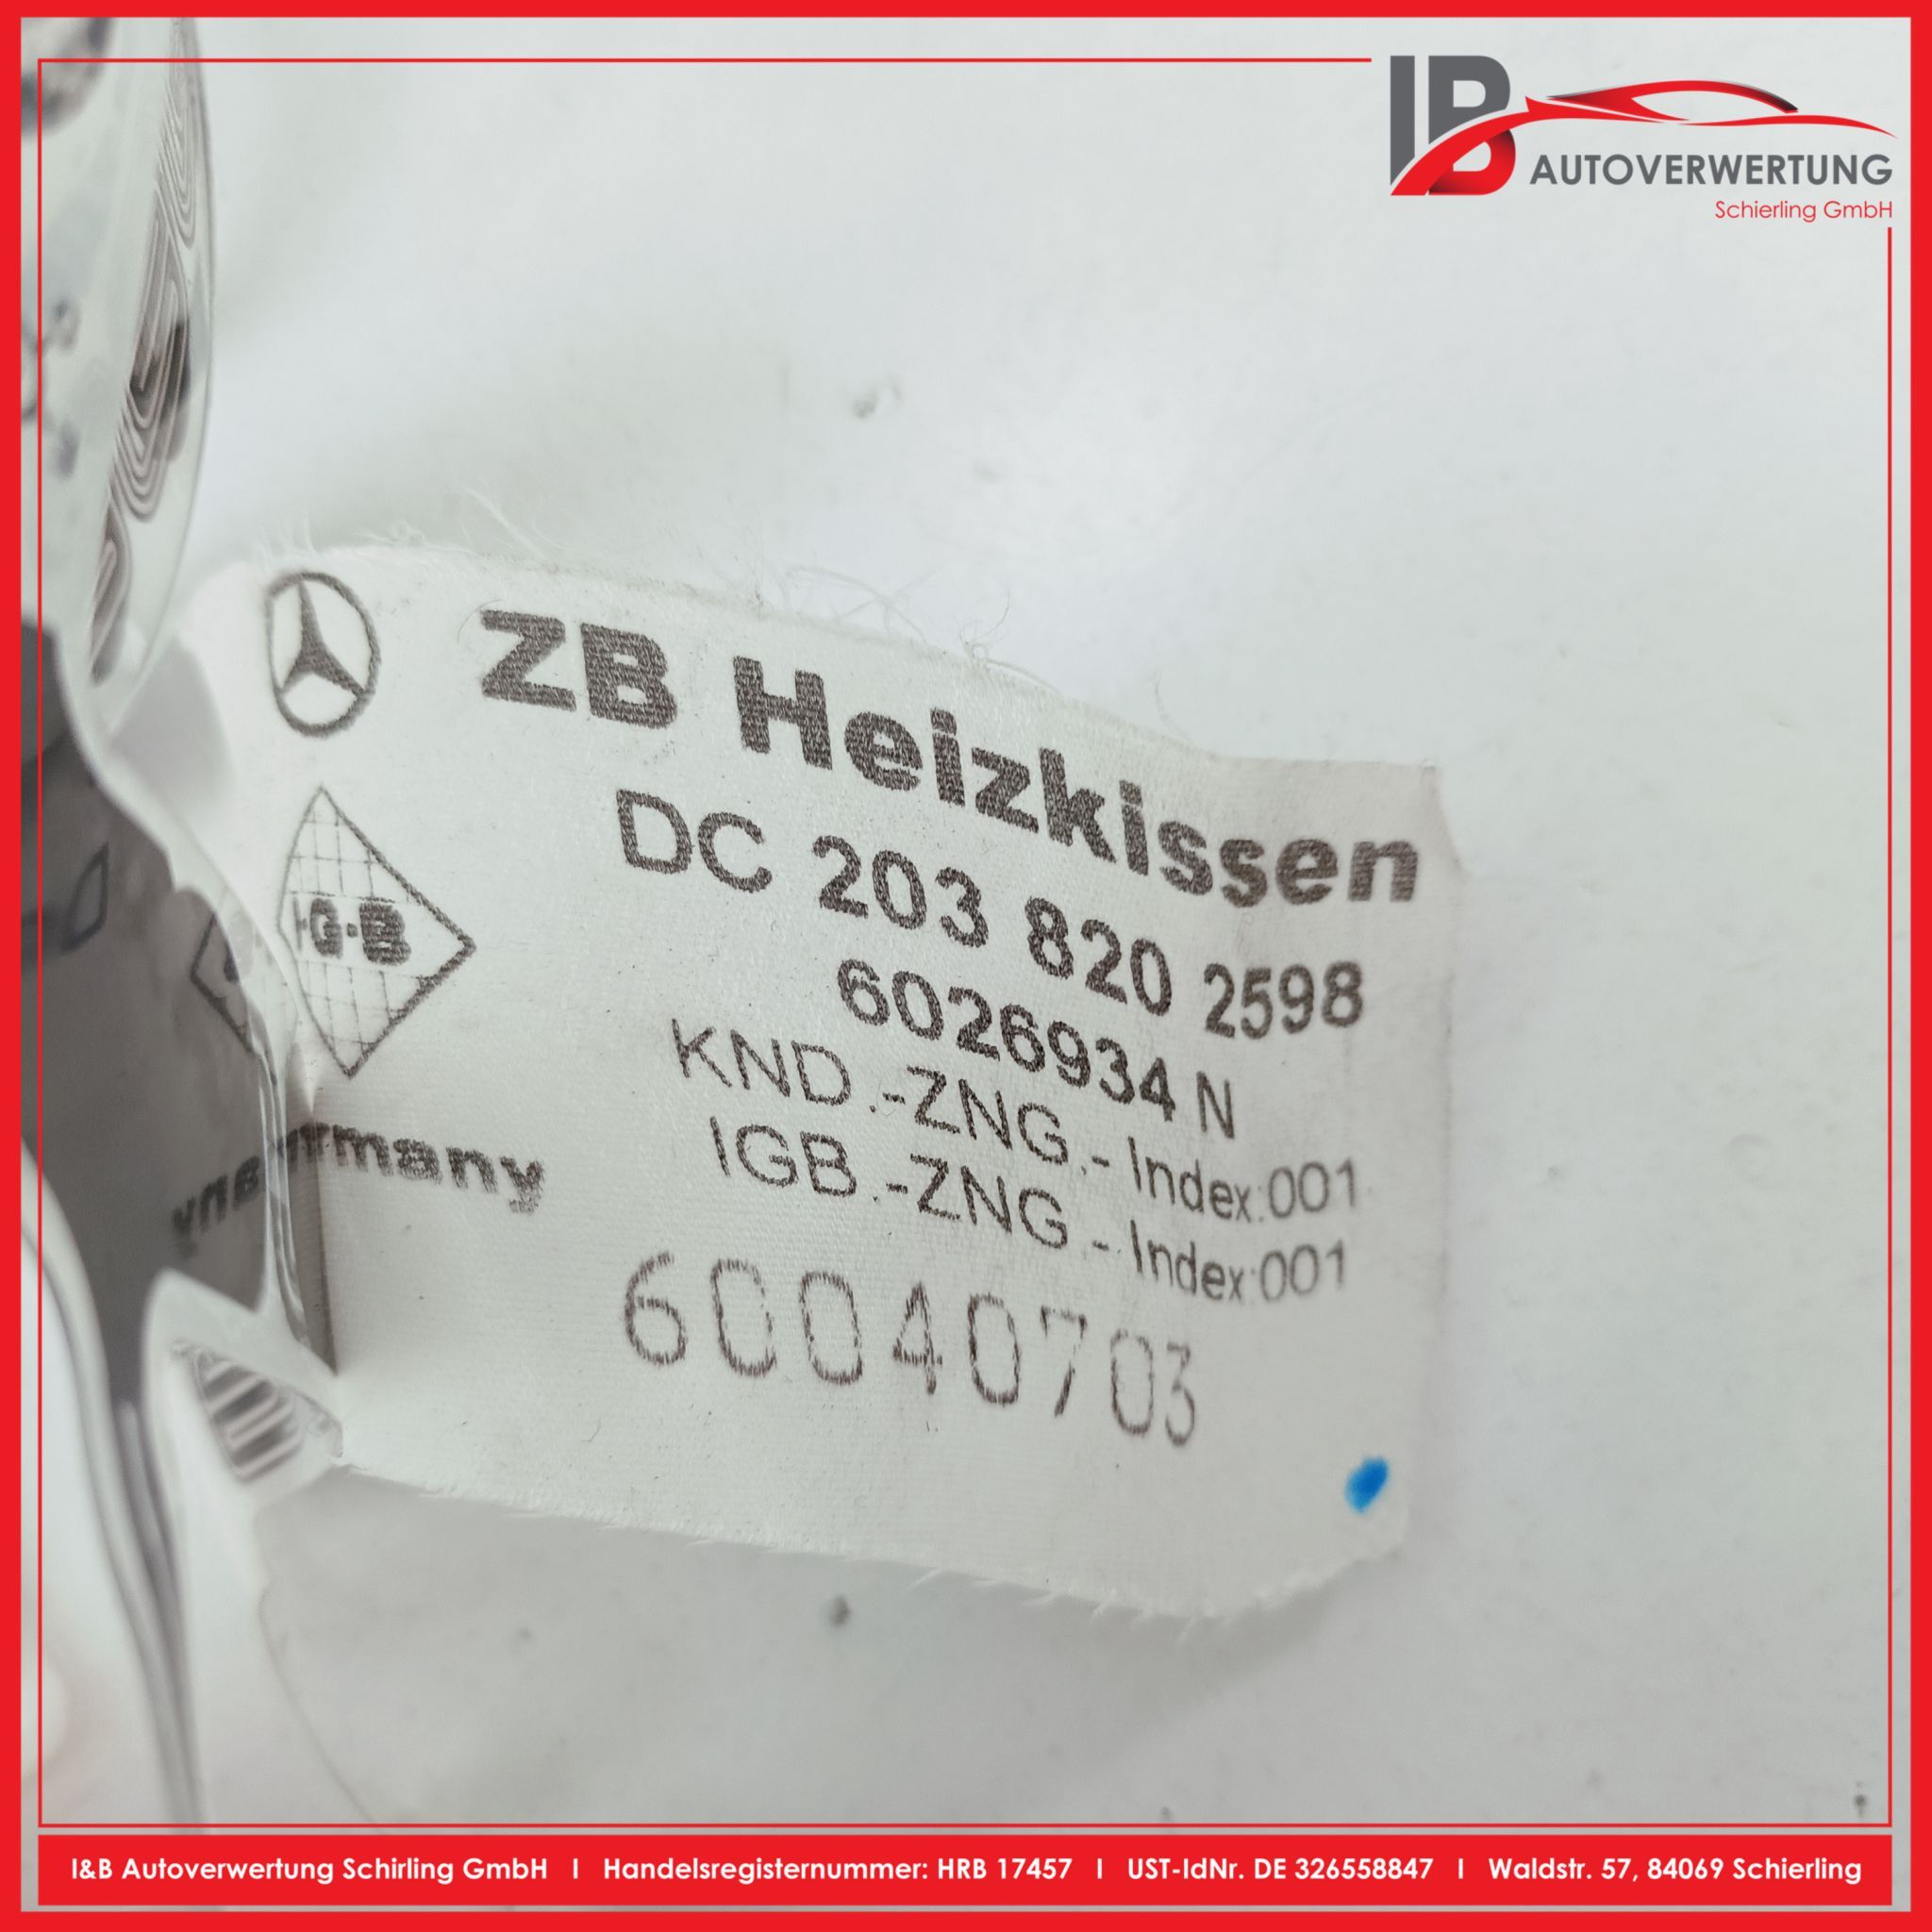 IB
AUTOVERWERTUNG
Schierling GmbH
ZB Heizkissen
DC 203 820 2598
I·G·B
6026934 N
KND.-ZNG.- Index:001
IGB.-ZNG.- Index:001
60040703
I&B Autoverwertung Schirling GmbH I Handelsregisternummer: HRB 17457 I UST-IdNr. DE 326558847 I Waldstr. 57, 84069 Schierling